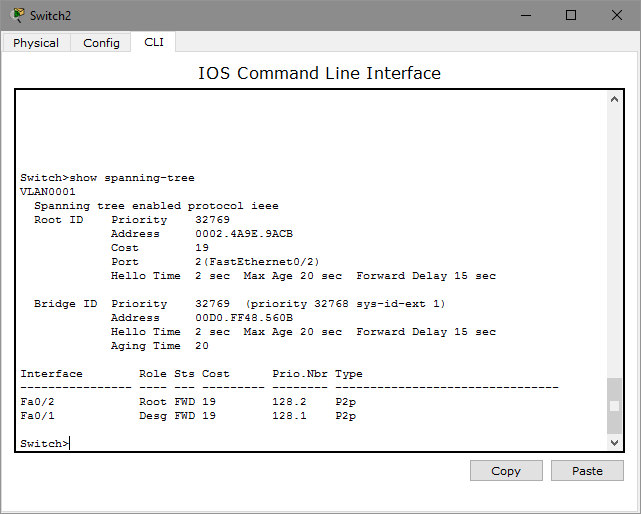 Switch2
Physical Config CLI
IOS Command Line Interface
Switch>show spanning-tree
VLAN0001
  Spanning tree enabled protocol ieee
  Root ID    Priority    32769
             Address     0002.4A9E.9ACB
             Cost        19
             Port        2(FastEthernet0/2)
             Hello Time  2 sec  Max Age 20 sec  Forward Delay 15 sec
  Bridge ID  Priority    32769  (priority 32768 sys-id-ext 1)
             Address     00D0.FF48.560B
             Hello Time  2 sec  Max Age 20 sec  Forward Delay 15 sec
             Aging Time  20
Interface        Role Sts Cost      Prio.Nbr Type
---------------- ---- --- --------- -------- --------------------------------
Fa0/2            Root FWD 19        128.2    P2p
Fa0/1            Desg FWD 19        128.1    P2p
Switch>
Copy Paste